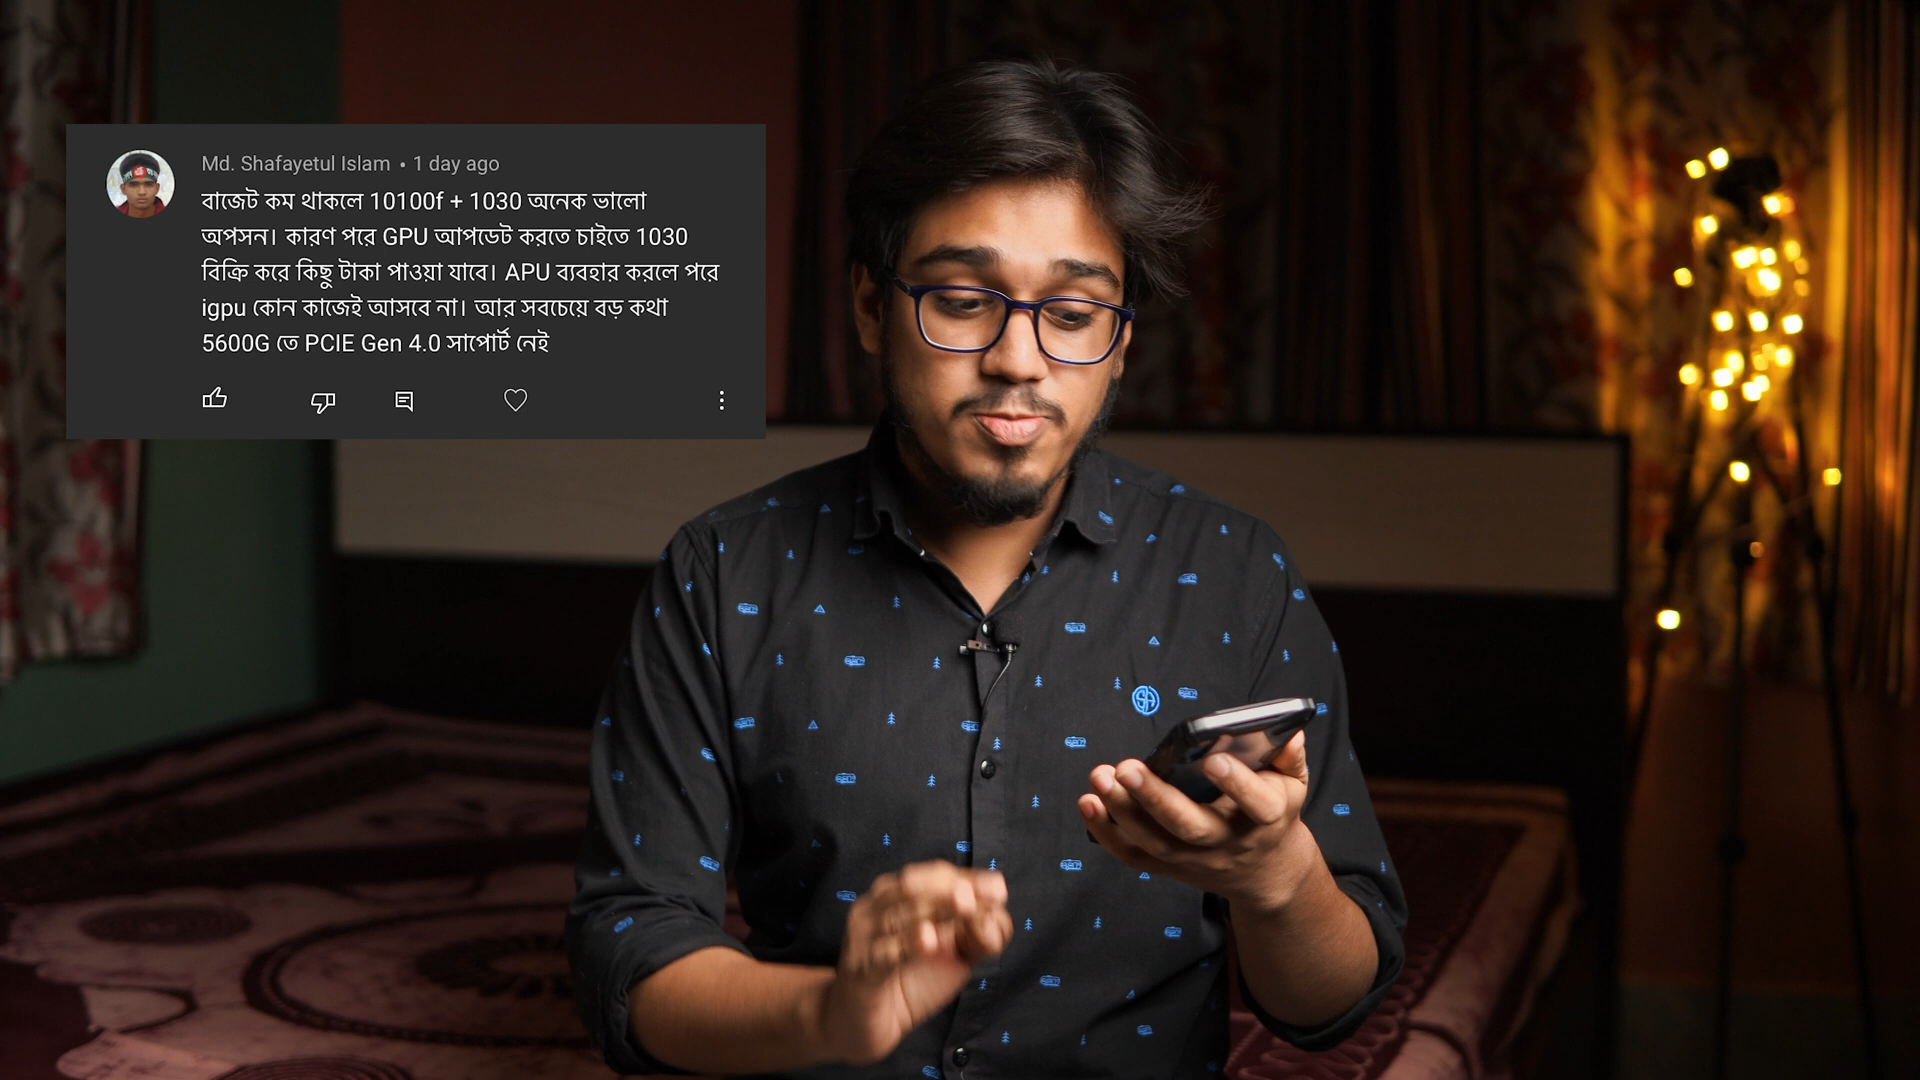 Md. Shafayetul Islam • 1 day ago
বাজেট কম থাকলে 10100f + 1030 অনেক ভালো
অপসন। কারণ পরে GPU আপডেট করতে চাইতে 1030
বিক্রি করে কিছু টাকা পাওয়া যাবে। APU ব্যবহার করলে পরে
igpu কোন কাজেই আসবে না। আর সবচেয়ে বড় কথা
5600G তে PCIE Gen 4.0 সাপোর্ট নেই